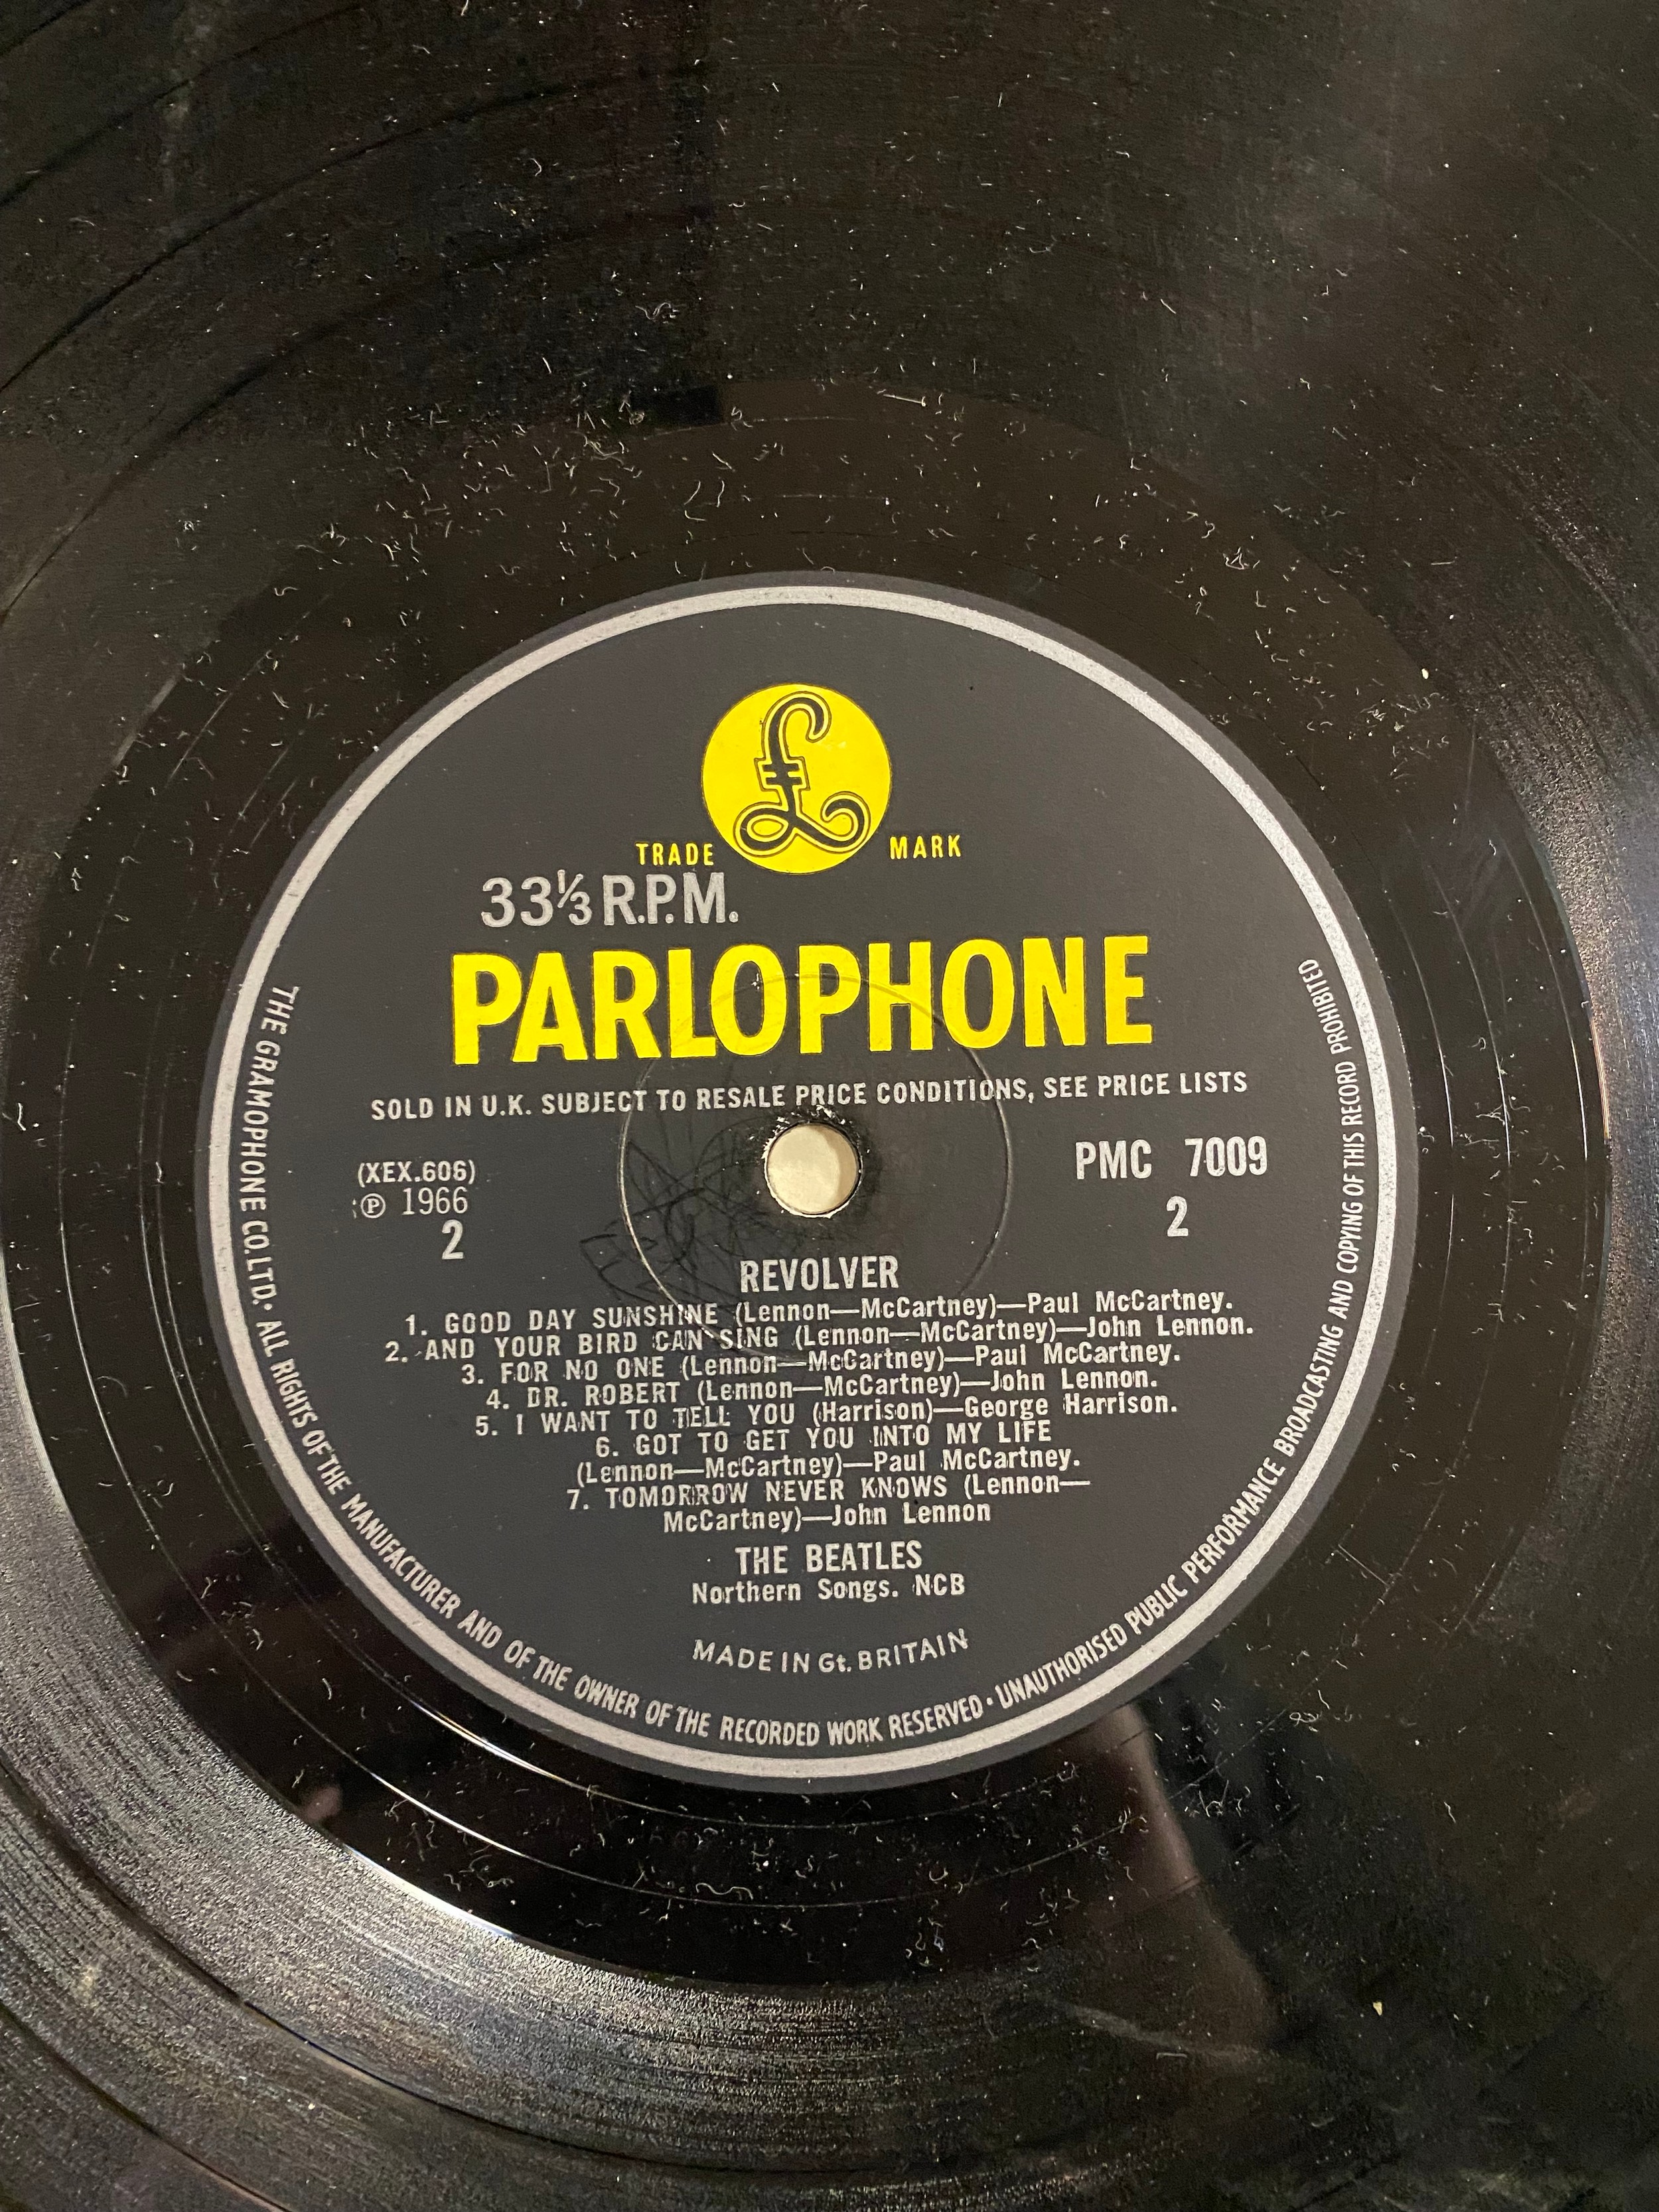 £
TRADE MARK
33⅓ R.P.M.
PARLOPHONE
SOLD IN U.K. SUBJECT TO RESALE PRICE CONDITIONS, SEE PRICE LISTS
(XEX.606)
℗ 1966
2
PMC 7009
2
REVOLVER
1. GOOD DAY SUNSHINE (Lennon—McCartney)—Paul McCartney.
2. AND YOUR BIRD CAN SING (Lennon—McCartney)—John Lennon.
3. FOR NO ONE (Lennon—McCartney)—Paul McCartney.
4. DR. ROBERT (Lennon—McCartney)—John Lennon.
5. I WANT TO TELL YOU (Harrison)—George Harrison.
6. GOT TO GET YOU INTO MY LIFE
(Lennon—McCartney)—Paul McCartney.
7. TOMORROW NEVER KNOWS (Lennon—
McCartney)—John Lennon
THE BEATLES
Northern Songs. NCB
MADE IN Gt. BRITAIN
THE GRAMOPHONE CO. LTD. • ALL RIGHTS OF THE MANUFACTURER AND OF THE OWNER OF THE RECORDED WORK RESERVED • UNAUTHORISED PUBLIC PERFORMANCE BROADCASTING AND COPYING OF THIS RECORD PROHIBITED